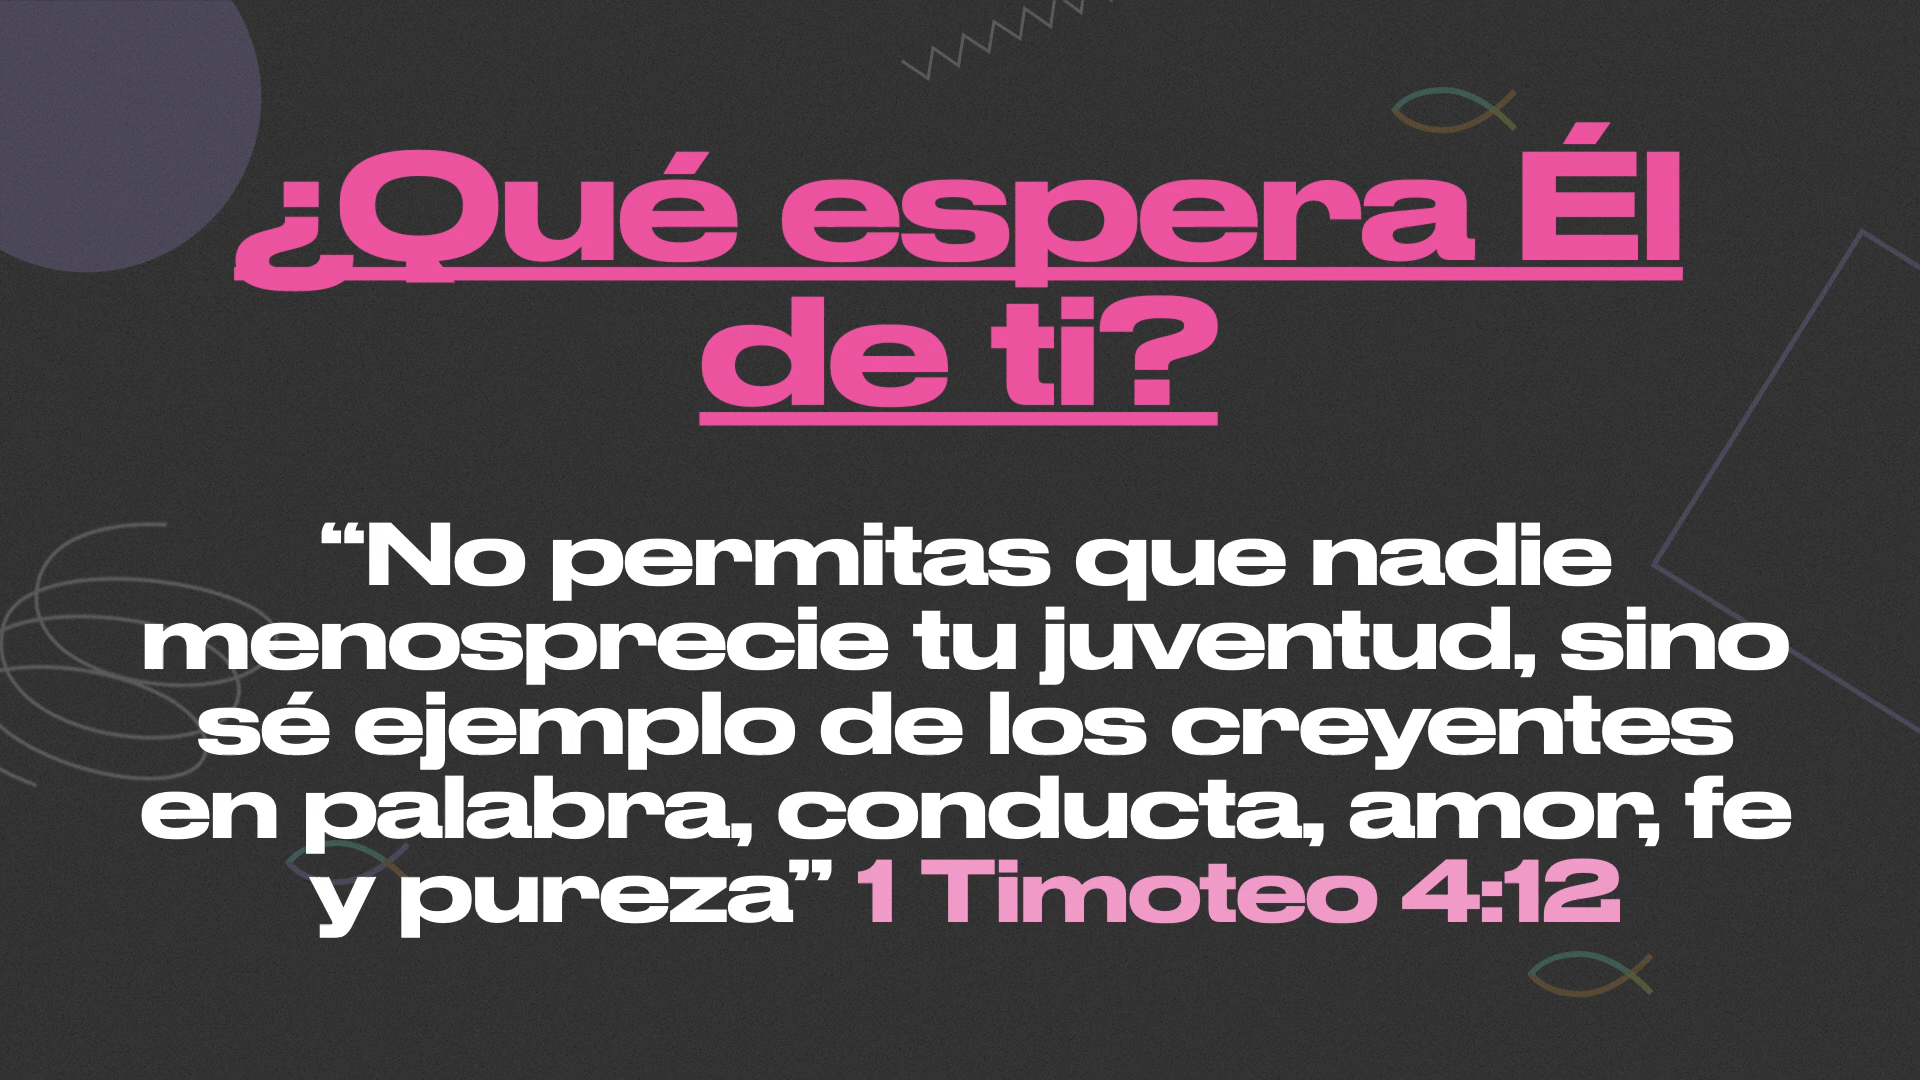 ¿Qué espera Él
de ti?
“No permitas que nadie
menosprecie tu juventud, sino
sé ejemplo de los creyentes
en palabra, conducta, amor, fe
y pureza” 1 Timoteo 4:12